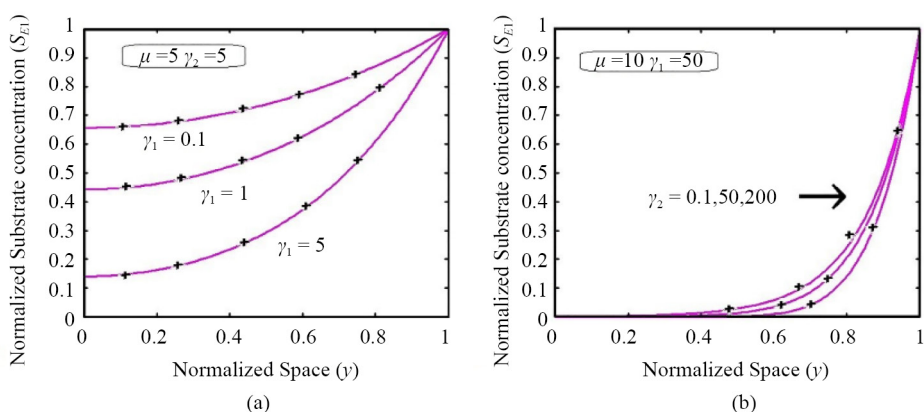 Normalized Substrate concentration (S_E1)
1
0.9
0.8
0.7
0.6
0.5
0.4
0.3
0.2
0.1
0
μ =5 γ2 =5
γ1 = 0.1
γ1 = 1
γ1 = 5
0 0.2 0.4 0.6 0.8 1
Normalized Space (y)
(a)
Normalized Substrate concentration (S_E1)
1
0.9
0.8
0.7
0.6
0.5
0.4
0.3
0.2
0.1
0
μ =10 γ1 =50
γ2 = 0.1,50,200
0 0.2 0.4 0.6 0.8 1
Normalized Space (y)
(b)